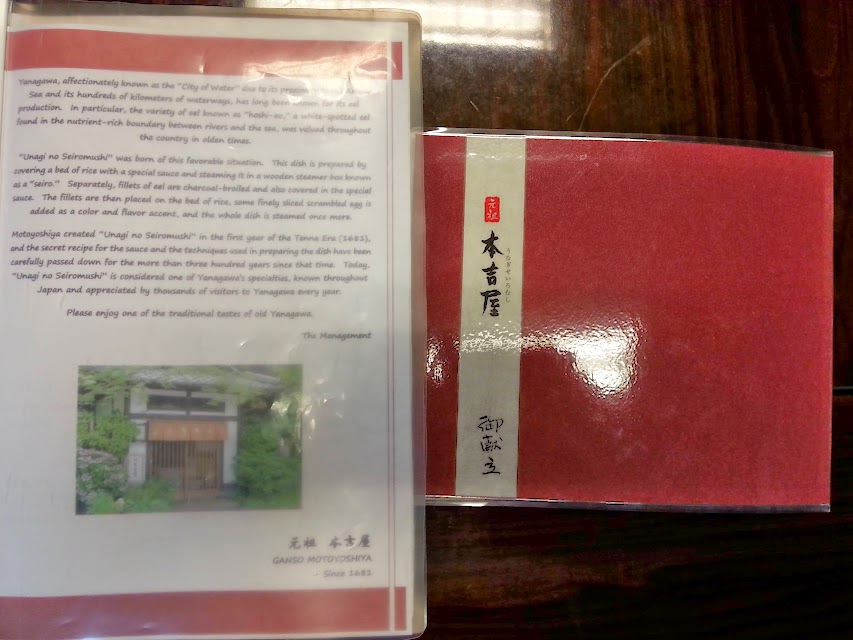 Yanagawa, affectionately known as the "City of Water" due to its
Sea and its hundreds of kilometers of waterways, has long been known for its eel
production. In particular, the variety of eel known as "hoshi-ao," a white-spotted eel
found in the nutrient-rich boundary between rivers and the sea, was valued throughout
the country in olden times.
"Unagi no Seiromushi" was born of this favorable situation. This dish is prepared by
covering a bed of rice with a special sauce and steaming it in a wooden steamer box known
as a "seiro." Separately, fillets of eel are charcoal-broiled and also covered in the special
sauce. The fillets are then placed on the bed of rice, some finely sliced scrambled egg is
added as a color and flavor accent, and the whole dish is steamed once more.
Motoyoshiya created "Unagi no Seiromushi" in the first year of the Tenna Era (1681),
and the secret recipe for the sauce and the techniques used in preparing the dish have been
carefully passed down for the more than three hundred years since that time. Today,
"Unagi no Seiromushi" is considered one of Yanagawa's specialties, known throughout
Japan and appreciated by thousands of visitors to Yanagawa every year.
Please enjoy one of the traditional tastes of old Yanagawa.
The Management
元祖 本吉屋
GANSO MOTOYOSHIYA
- Since 1681
元祖
本吉屋
うなぎせいろむし
御献立